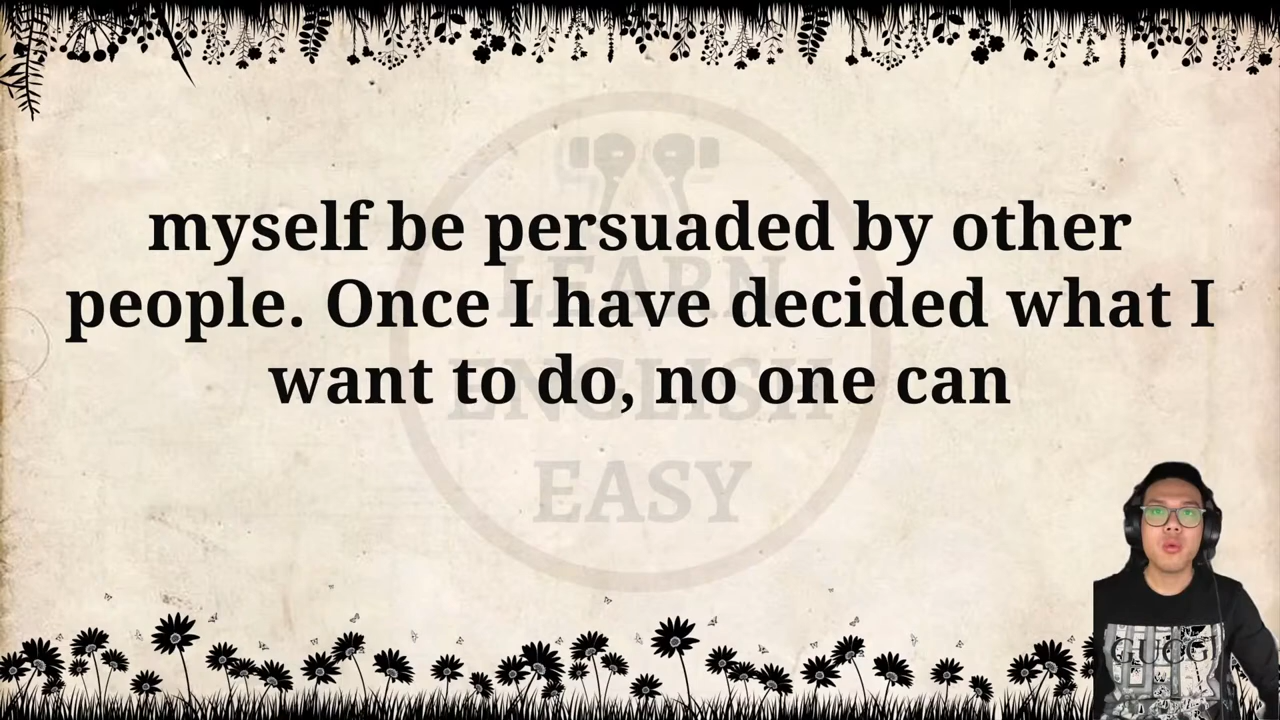 myself be persuaded by other
people. Once I have decided what I
want to do, no one can
LEARN
ENGLISH
EASY
GUCCI